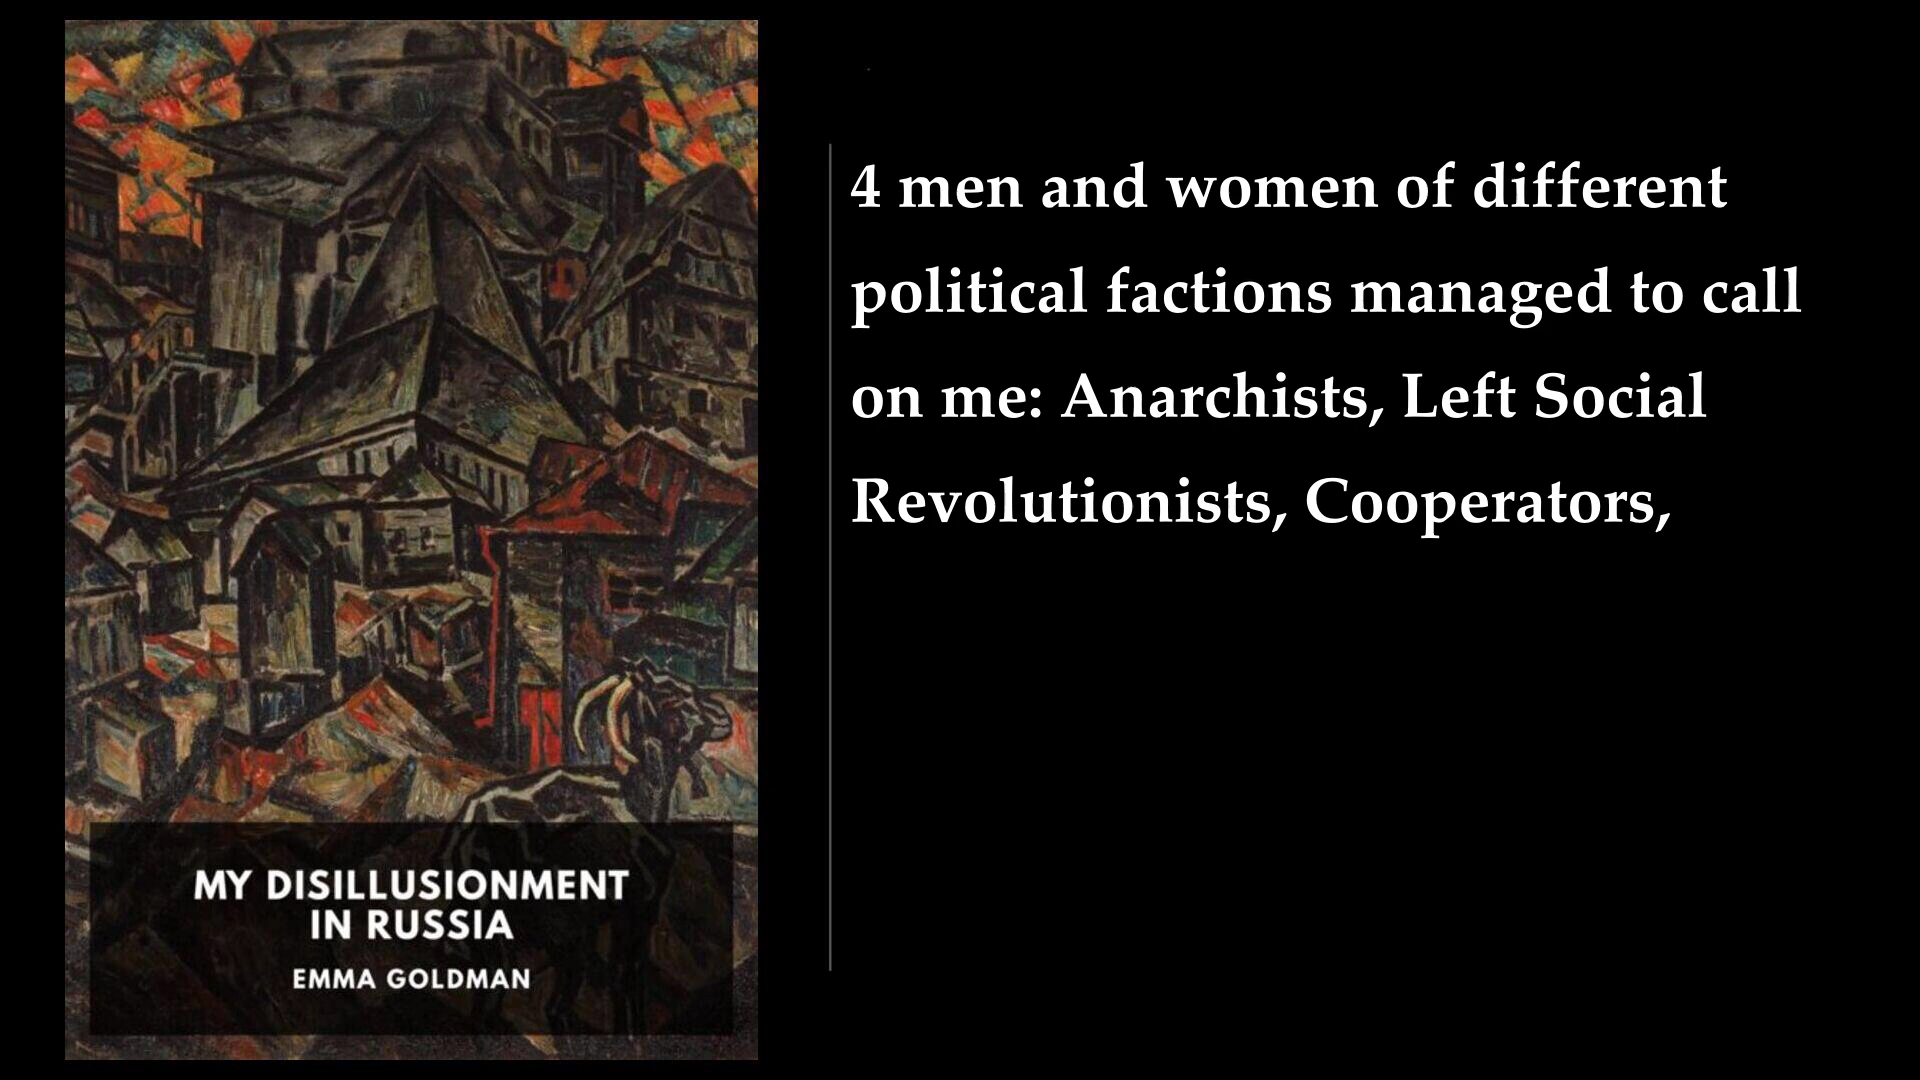 4 men and women of different
political factions managed to call
on me: Anarchists, Left Social
Revolutionists, Cooperators,
MY DISILLUSIONMENT
IN RUSSIA
EMMA GOLDMAN